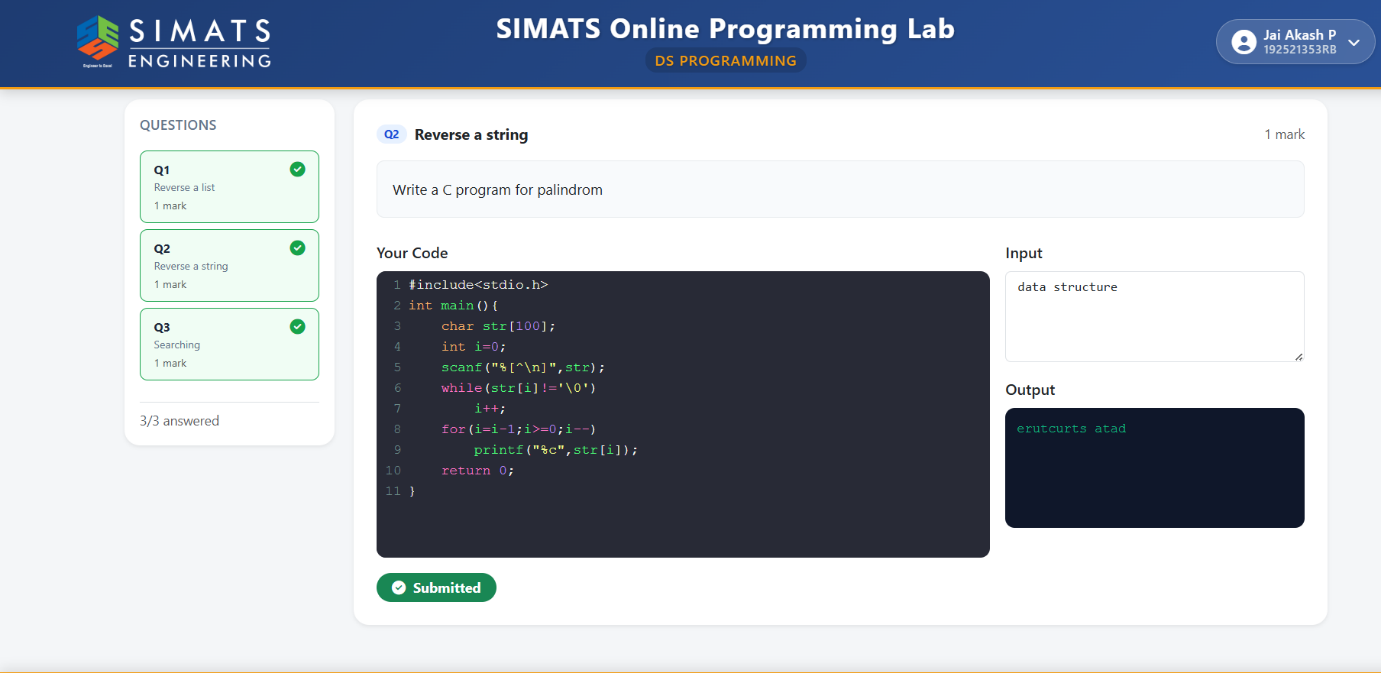 SIMATS
ENGINEERING
Engineer to Excel
SIMATS Online Programming Lab
DS PROGRAMMING
Jai Akash P
192521353RB
QUESTIONS
Q1
Reverse a list
1 mark
Q2
Reverse a string
1 mark
Q3
Searching
1 mark
3/3 answered
Q2 Reverse a string
1 mark
Write a C program for palindrom
Your Code
1 #include<stdio.h>
2 int main(){
3     char str[100];
4     int i=0;
5     scanf("%[^\n]",str);
6     while(str[i]!='\0')
7         i++;
8     for(i=i-1;i>=0;i--)
9         printf("%c",str[i]);
10     return 0;
11 }
Submitted
Input
data structure
Output
erutcurts atad